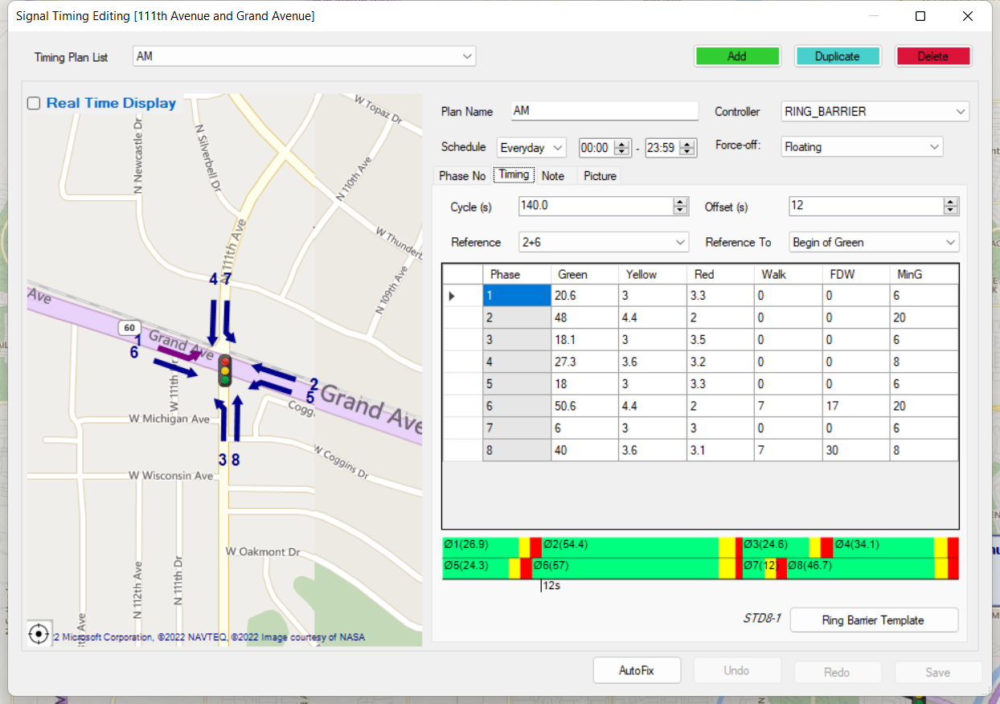 Signal Timing Editing [111th Avenue and Grand Avenue]
Timing Plan List
AM
Add
Duplicate
Delete
Real Time Display
Plan Name
AM
Controller
RING_BARRIER
Schedule
Everyday
00:00
-
23:59
Force-off:
Floating
Phase No
Timing
Note
Picture
Cycle (s)
140.0
Offset (s)
12
Reference
2+6
Reference To
Begin of Green
Phase Green Yellow Red Walk FDW MinG
1 20.6 3 3.3 0 0 6
2 48 4.4 2 0 0 20
3 18.1 3 3.5 0 0 6
4 27.3 3.6 3.2 0 0 8
5 18 3 3.3 0 0 6
6 50.6 4.4 2 7 17 20
7 6 3 3 0 0 6
8 40 3.6 3.1 7 30 8
Ø1(26.9) Ø2(54.4) Ø3(24.6) Ø4(34.1)
Ø5(24.3) Ø6(57) Ø7(12) Ø8(46.7)
12s
STD8-1
Ring Barrier Template
AutoFix
Undo
Redo
Save
W Topaz Dr
N Newcastle Dr
N Silverbell Dr
N 110th Ave
W Thunderb
N 111th Ave
N 109th Ave
4 7
Ave
60
Grand Ave
1
6
2
5
Grand Ave
W 111th
Cogg
W Michigan Ave
W Coggins Dr
3 8
W Wisconsin Ave
W Oakmont Dr
N 112th Ave
N 111th Dr
th Ave
2 Microsoft Corporation, ©2022 NAVTEQ, ©2022 Image courtesy of NASA